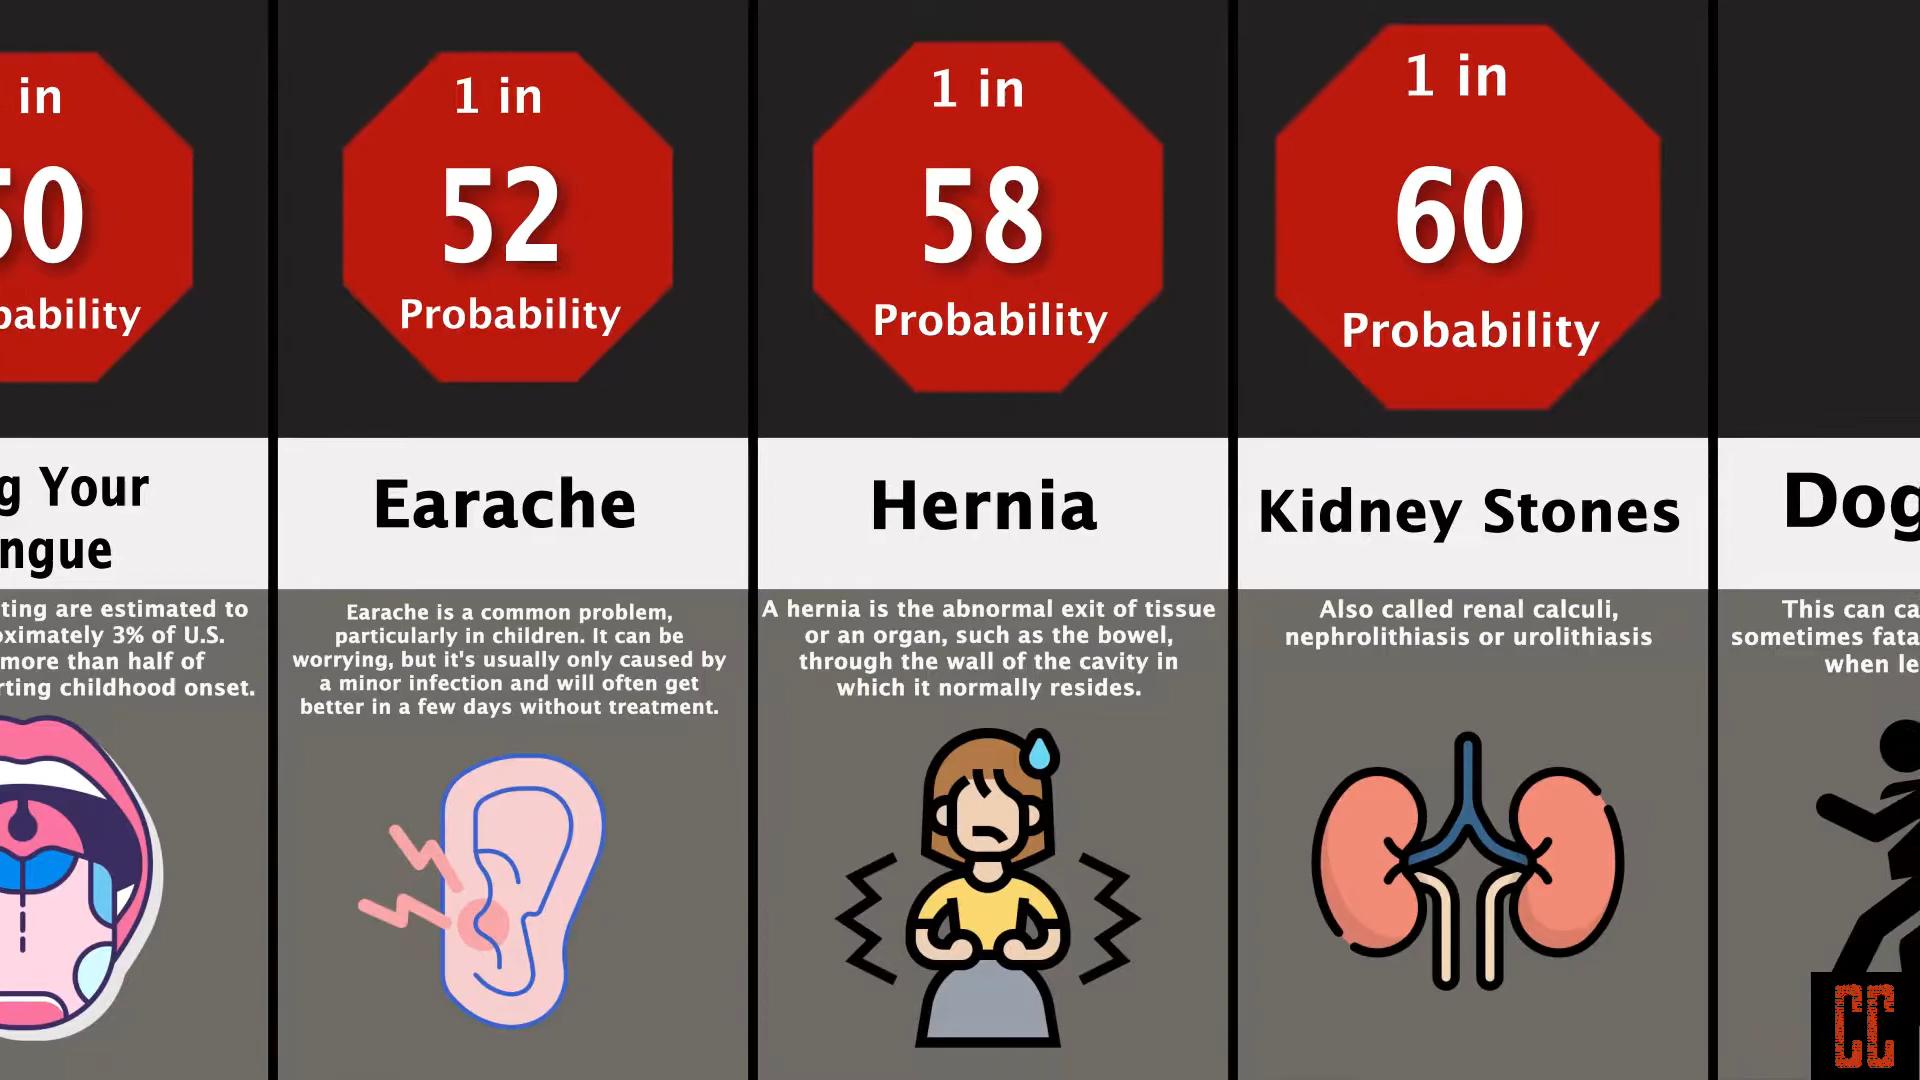 in
50
bability
g Your
ngue
ting are estimated to
oximately 3% of U.S.
more than half of
rting childhood onset.
1 in
52
Probability
Earache
Earache is a common problem,
particularly in children. It can be
worrying, but it's usually only caused by
a minor infection and will often get
better in a few days without treatment.
1 in
58
Probability
Hernia
A hernia is the abnormal exit of tissue
or an organ, such as the bowel,
through the wall of the cavity in
which it normally resides.
1 in
60
Probability
Kidney Stones
Also called renal calculi,
nephrolithiasis or urolithiasis
Dog
This can ca
sometimes fata
when le
CC